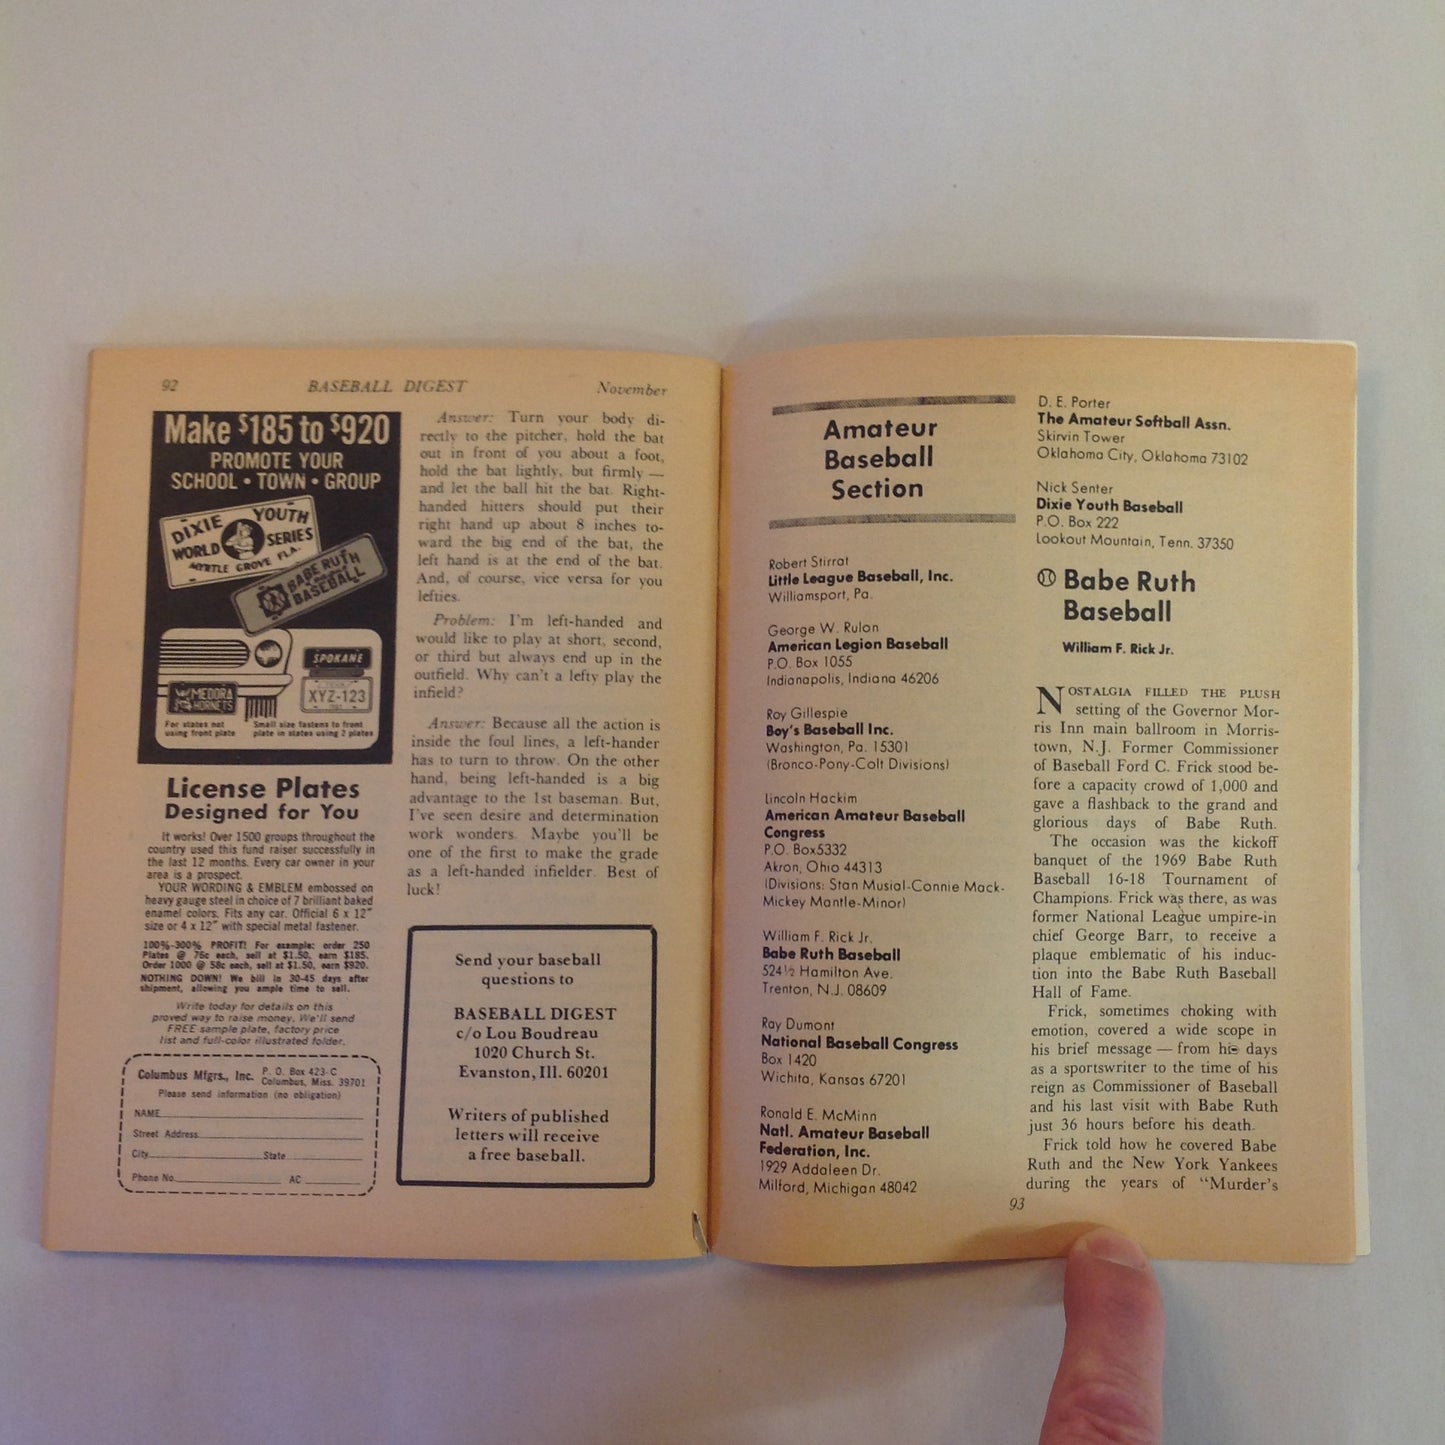 92 BASEBALL DIGEST November
Make $185 to $920
PROMOTE YOUR
SCHOOL • TOWN • GROUP
DIXIE YOUTH
WORLD SERIES
MYRTLE GROVE FLA.
BABE RUTH
BASEBALL
SPOKANE
MEDORA
HORNETS
XYZ-123
For states not
using front plate
Small size fastens to front
plate in states using 2 plates
License Plates
Designed for You
It works! Over 1500 groups throughout the
country used this fund raiser successfully in
the last 12 months. Every car owner in your
area is a prospect.
YOUR WORDING & EMBLEM embossed on
heavy gauge steel in choice of 7 brilliant baked
enamel colors. Fits any car. Official 6 x 12"
size or 4 x 12" with special metal fastener.
100%-300% PROFIT! For example: order 250
Plates @ 76c each, sell at $1.50, earn $185.
Order 1000 @ 58c each, sell at $1.50, earn $920.
NOTHING DOWN! We bill in 30-45 days after
shipment, allowing you ample time to sell.
Write today for details on this
proved way to raise money. We'll send
FREE sample plate, factory price
list and full-color illustrated folder.
Columbus Mfgrs., Inc. P. O. Box 423-C
Columbus, Miss. 39701
Please send information (no obligation)
NAME
Street Address
City State
Phone No. AC
Answer: Turn your body di-
rectly to the pitcher, hold the bat
out in front of you about a foot,
hold the bat lightly, but firmly —
and let the ball hit the bat. Right-
handed hitters should put their
right hand up about 8 inches to-
ward the big end of the bat, the
left hand is at the end of the bat.
And, of course, vice versa for you
lefties.
Problem: I'm left-handed and
would like to play at short, second,
or third but always end up in the
outfield. Why can't a lefty play the
infield?
Answer: Because all the action is
inside the foul lines, a left-hander
has to turn to throw. On the other
hand, being left-handed is a big
advantage to the 1st baseman. But,
I've seen desire and determination
work wonders. Maybe you'll be
one of the first to make the grade
as a left-handed infielder. Best of
luck!
Send your baseball
questions to
BASEBALL DIGEST
c/o Lou Boudreau
1020 Church St.
Evanston, Ill. 60201
Writers of published
letters will receive
a free baseball.
Amateur
Baseball
Section
Robert Stirrat
Little League Baseball, Inc.
Williamsport, Pa.
George W. Rulon
American Legion Baseball
P.O. Box 1055
Indianapolis, Indiana 46206
Roy Gillespie
Boy's Baseball Inc.
Washington, Pa. 15301
(Bronco-Pony-Colt Divisions)
Lincoln Hackim
American Amateur Baseball
Congress
P.O. Box5332
Akron, Ohio 44313
(Divisions: Stan Musial-Connie Mack-
Mickey Mantle-Minor)
William F. Rick Jr.
Babe Ruth Baseball
524½ Hamilton Ave.
Trenton, N.J. 08609
Ray Dumont
National Baseball Congress
Box 1420
Wichita, Kansas 67201
Ronald E. McMinn
Natl. Amateur Baseball
Federation, Inc.
1929 Addaleen Dr.
Milford, Michigan 48042
D. E. Porter
The Amateur Softball Assn.
Skirvin Tower
Oklahoma City, Oklahoma 73102
Nick Senter
Dixie Youth Baseball
P.O. Box 222
Lookout Mountain, Tenn. 37350
Babe Ruth
Baseball
William F. Rick Jr.
NOSTALGIA FILLED THE PLUSH
setting of the Governor Mor-
ris Inn main ballroom in Morris-
town, N.J. Former Commissioner
of Baseball Ford C. Frick stood be-
fore a capacity crowd of 1,000 and
gave a flashback to the grand and
glorious days of Babe Ruth.
The occasion was the kickoff
banquet of the 1969 Babe Ruth
Baseball 16-18 Tournament of
Champions. Frick was there, as was
former National League umpire-in
chief George Barr, to receive a
plaque emblematic of his induc-
tion into the Babe Ruth Baseball
Hall of Fame.
Frick, sometimes choking with
emotion, covered a wide scope in
his brief message — from his days
as a sportswriter to the time of his
reign as Commissioner of Baseball
and his last visit with Babe Ruth
just 36 hours before his death.
Frick told how he covered Babe
Ruth and the New York Yankees
during the years of "Murder's
93